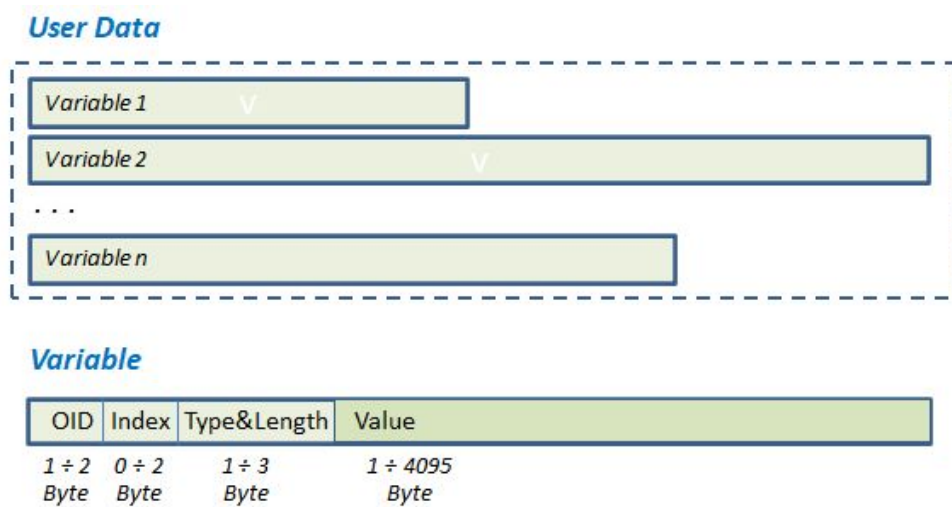 User Data
Variable 1 V
Variable 2 V
. . .
Variable n
Variable
OID Index Type&Length Value
1 ÷ 2 0 ÷ 2 1 ÷ 3 1 ÷ 4095
Byte Byte Byte Byte